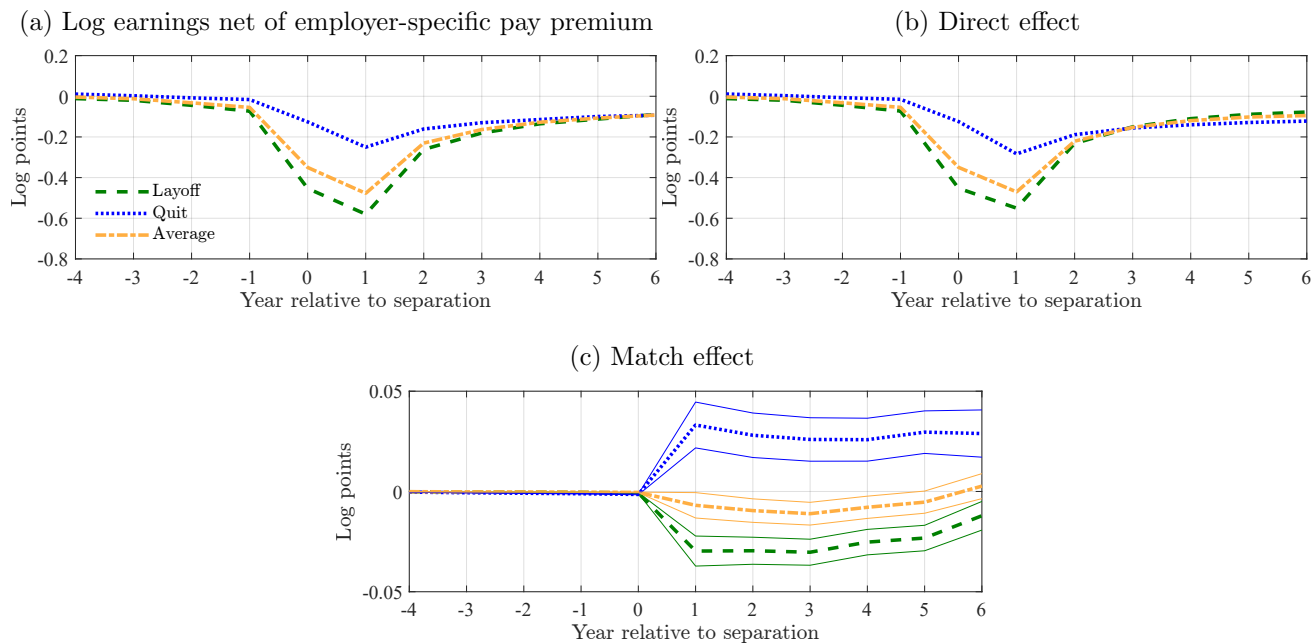 (a) Log earnings net of employer-specific pay premium
0.2
0
-0.2
-0.4
-0.6
-0.8
Log points
Layoff
Quit
Average
-4 -3 -2 -1 0 1 2 3 4 5 6
Year relative to separation
(b) Direct effect
0.2
0
-0.2
-0.4
-0.6
-0.8
Log points
-4 -3 -2 -1 0 1 2 3 4 5 6
Year relative to separation
(c) Match effect
0.05
0
-0.05
Log points
-4 -3 -2 -1 0 1 2 3 4 5 6
Year relative to separation